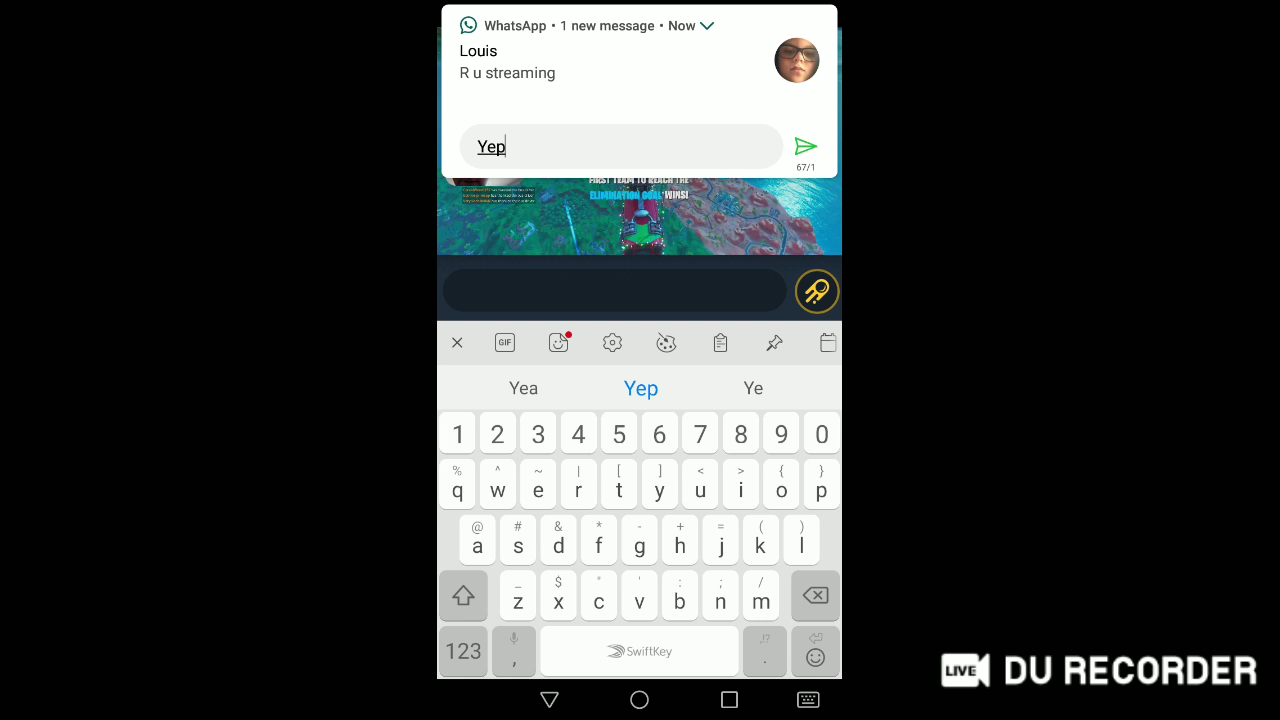 WhatsApp • 1 new message • Now
Louis
R u streaming
Yep
67/1
FIRST TEAM TO REACH THE
ELIMINATION GOAL WINS!
GIF
Yea Yep Ye
1 2 3 4 5 6 7 8 9 0
% ^ ~ | [ ] < > { }
q w e r t y u i o p
@ # & * - + = ( )
a s d f g h j k l
_ $ " ' : ; /
z x c v b n m
,!?
123 , SwiftKey .
LIVE DU RECORDER